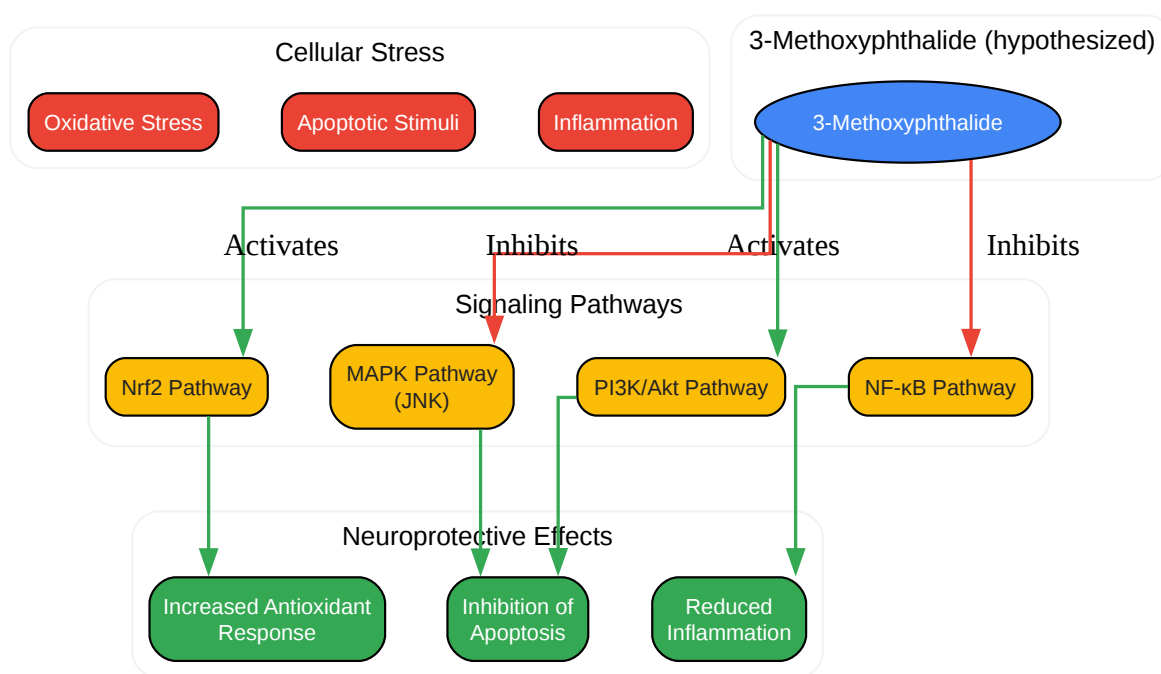 Cellular Stress
3-Methoxyphthalide (hypothesized)
Oxidative Stress
Apoptotic Stimuli
Inflammation
3-Methoxyphthalide
Activates
Inhibits
Activates
Inhibits
Signaling Pathways
Nrf2 Pathway
MAPK Pathway
(JNK)
PI3K/Akt Pathway
NF-κB Pathway
Neuroprotective Effects
Increased Antioxidant
Response
Inhibition of
Apoptosis
Reduced
Inflammation